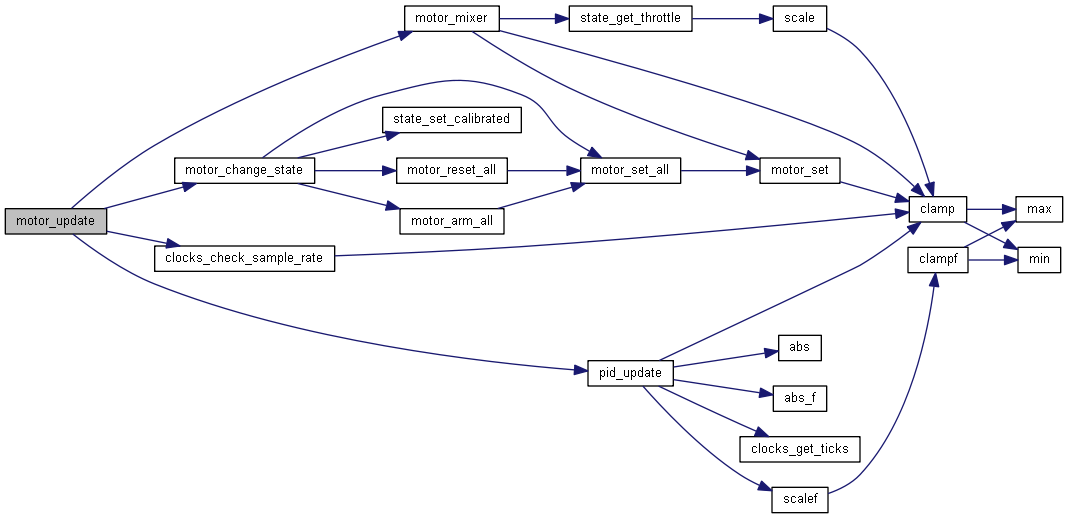 motor_mixer
state_get_throttle
scale
state_set_calibrated
motor_change_state
motor_reset_all
motor_set_all
motor_set
motor_update
motor_arm_all
clamp
max
clocks_check_sample_rate
clampf
min
pid_update
abs
abs_f
clocks_get_ticks
scalef